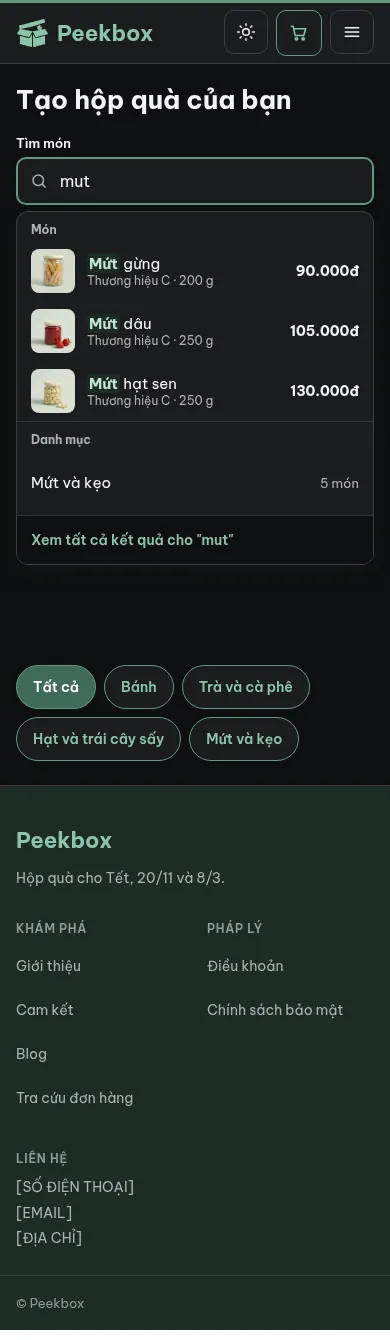 Peekbox
Tạo hộp quà của bạn
Tìm món
mut
Món
Mứt gừng
Thương hiệu C · 200 g
90.000đ
Mứt dâu
Thương hiệu C · 250 g
105.000đ
Mứt hạt sen
Thương hiệu C · 250 g
130.000đ
Danh mục
Mứt và kẹo
5 món
Xem tất cả kết quả cho "mut"
Tất cả
Bánh
Trà và cà phê
Hạt và trái cây sấy
Mứt và kẹo
Peekbox
Hộp quà cho Tết, 20/11 và 8/3.
KHÁM PHÁ
Giới thiệu
Cam kết
Blog
Tra cứu đơn hàng
PHÁP LÝ
Điều khoản
Chính sách bảo mật
LIÊN HỆ
[SỐ ĐIỆN THOẠI]
[EMAIL]
[ĐỊA CHỈ]
© Peekbox